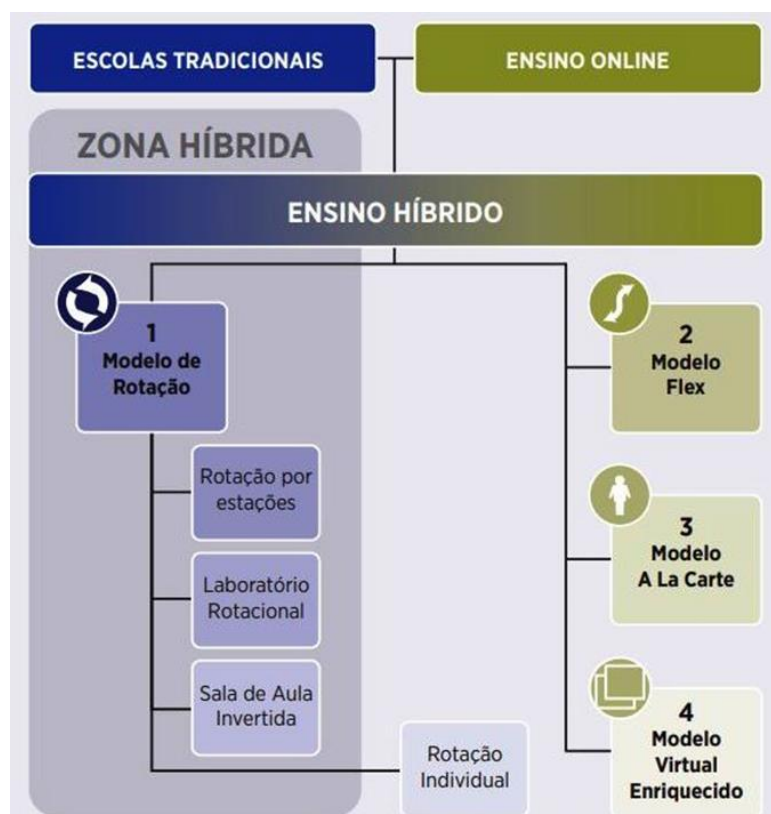 ESCOLAS TRADICIONAIS
ENSINO ONLINE
ZONA HÍBRIDA
ENSINO HÍBRIDO
1
Modelo de
Rotação
Rotação por
estações
Laboratório
Rotacional
Sala de Aula
Invertida
Rotação
Individual
2
Modelo
Flex
3
Modelo
A La Carte
4
Modelo
Virtual
Enriquecido